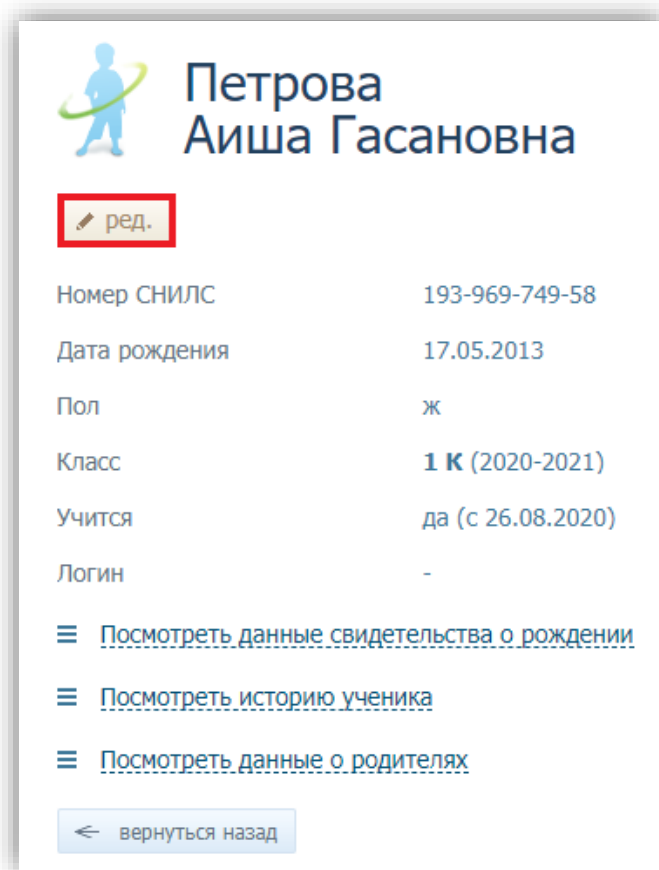 Петрова
Аиша Гасановна
ред.
Номер СНИЛС 193-969-749-58
Дата рождения 17.05.2013
Пол ж
Класс 1 К (2020-2021)
Учится да (с 26.08.2020)
Логин -
Посмотреть данные свидетельства о рождении
Посмотреть историю ученика
Посмотреть данные о родителях
вернуться назад